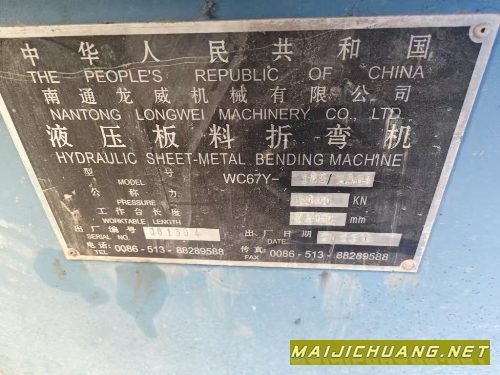 中华人民共和国
THE PEOPLE'S REPUBLIC OF CHINA
南通龙威机械有限公司
NANTONG LONGWEI MACHINERY CO., LTD.
液压板料折弯机
HYDRAULIC SHEET-METAL BENDING MACHINE
型号
MODEL WC67Y-
公称力
PRESSURE KN
工作台长度
WORKTABLE LENGTH mm
出厂编号 出厂日期
SERIAL NO. DATE
电话: 0086-513-88289588 传真: 0086-513-88289588
TEL FAX
MAIJICHUANG.NET